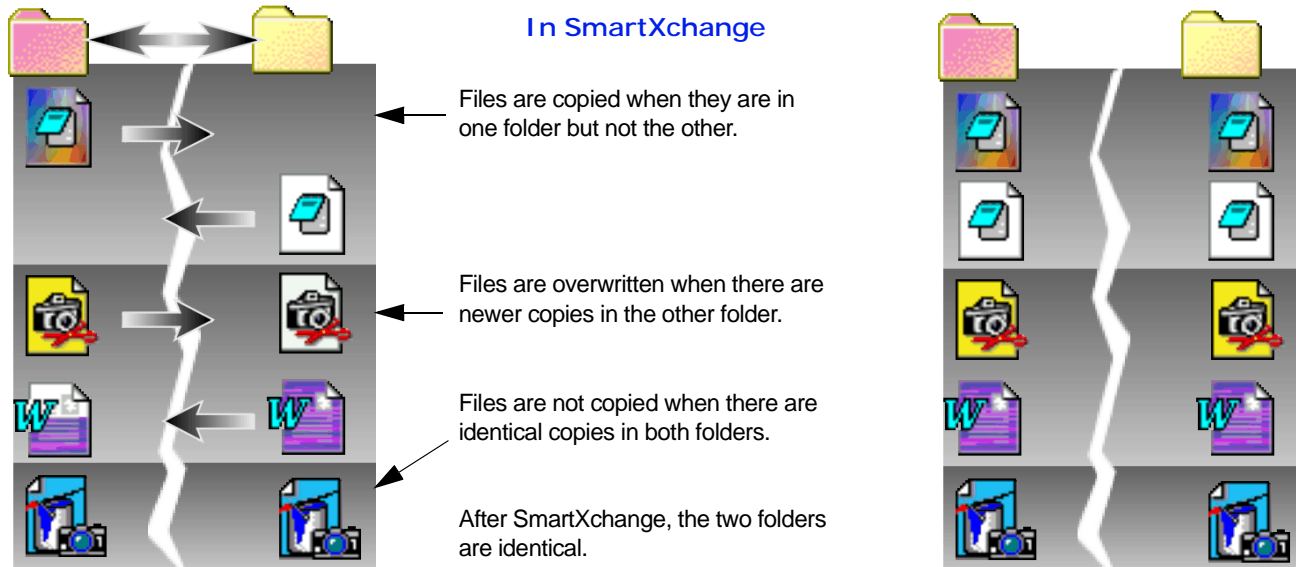 In SmartXchange
Files are copied when they are in
one folder but not the other.
Files are overwritten when there are
newer copies in the other folder.
Files are not copied when there are
identical copies in both folders.
After SmartXchange, the two folders
are identical.
W
W
W
W